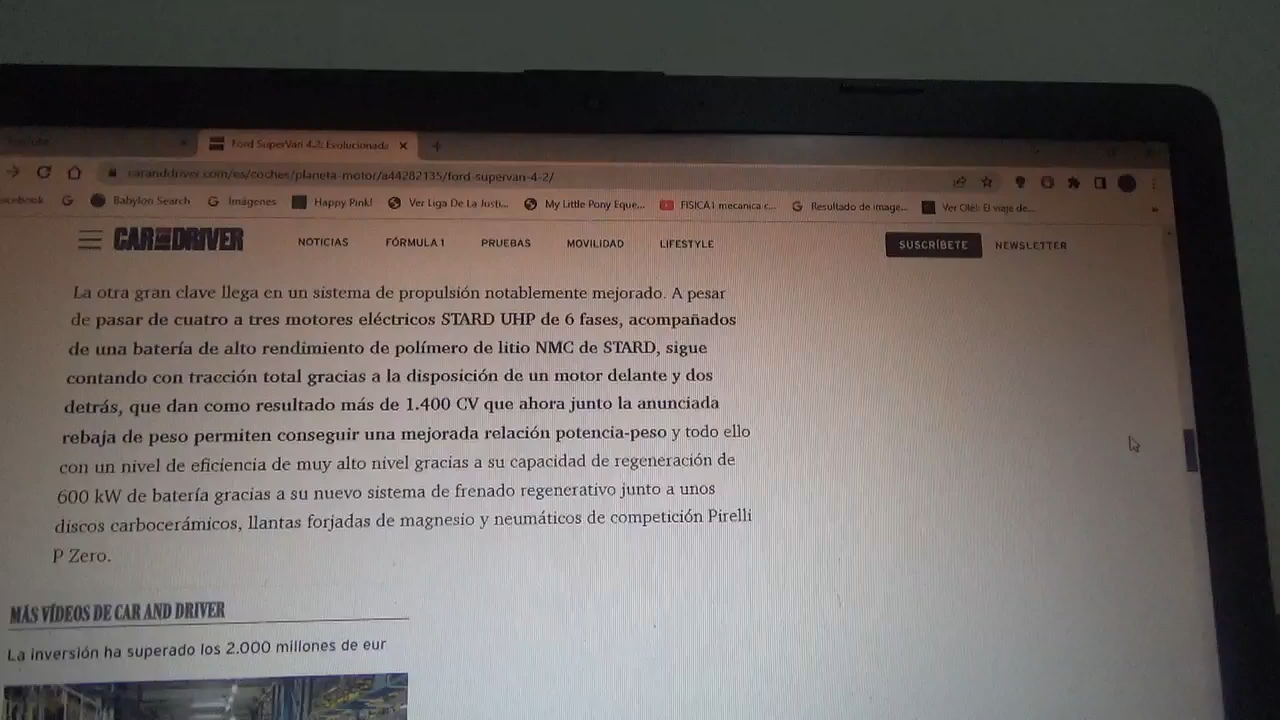 YouTube
Ford SuperVan 4.2: Evolucionada
caranddriver.com/es/coches/planeta-motor/a44282135/ford-supervan-4-2/
acebook
Babylon Search
Imágenes
Happy Pink!
Ver Liga De La Justi...
My Little Pony Eque...
FISICA1 mecanica c...
Resultado de image...
Ver Olé!: El viaje de...
CAR AND DRIVER
NOTICIAS
FÓRMULA 1
PRUEBAS
MOVILIDAD
LIFESTYLE
SUSCRÍBETE
NEWSLETTER
La otra gran clave llega en un sistema de propulsión notablemente mejorado. A pesar
de pasar de cuatro a tres motores eléctricos STARD UHP de 6 fases, acompañados
de una batería de alto rendimiento de polímero de litio NMC de STARD, sigue
contando con tracción total gracias a la disposición de un motor delante y dos
detrás, que dan como resultado más de 1.400 CV que ahora junto la anunciada
rebaja de peso permiten conseguir una mejorada relación potencia-peso y todo ello
con un nivel de eficiencia de muy alto nivel gracias a su capacidad de regeneración de
600 kW de batería gracias a su nuevo sistema de frenado regenerativo junto a unos
discos carbocerámicos, llantas forjadas de magnesio y neumáticos de competición Pirelli
P Zero.
MÁS VÍDEOS DE CAR AND DRIVER
La inversión ha superado los 2.000 millones de eur